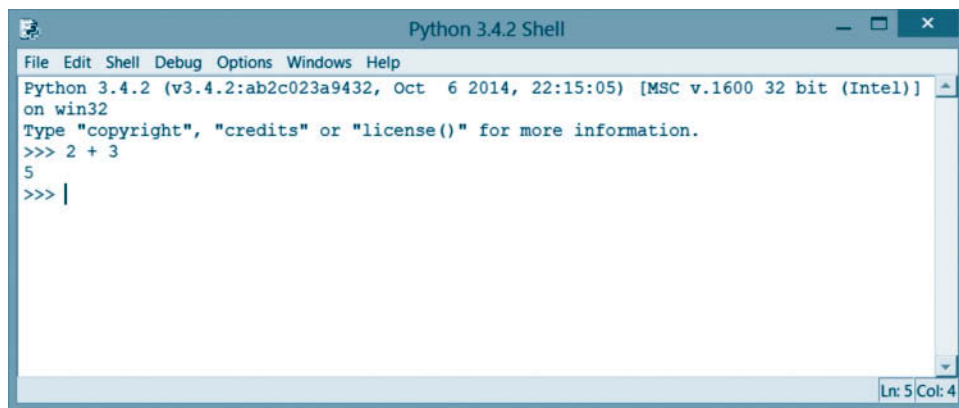 Python 3.4.2 Shell
File Edit Shell Debug Options Windows Help
Python 3.4.2 (v3.4.2:ab2c023a9432, Oct  6 2014, 22:15:05) [MSC v.1600 32 bit (Intel)]
on win32
Type "copyright", "credits" or "license()" for more information.
>>> 2 + 3
5
>>>
Ln: 5 Col: 4